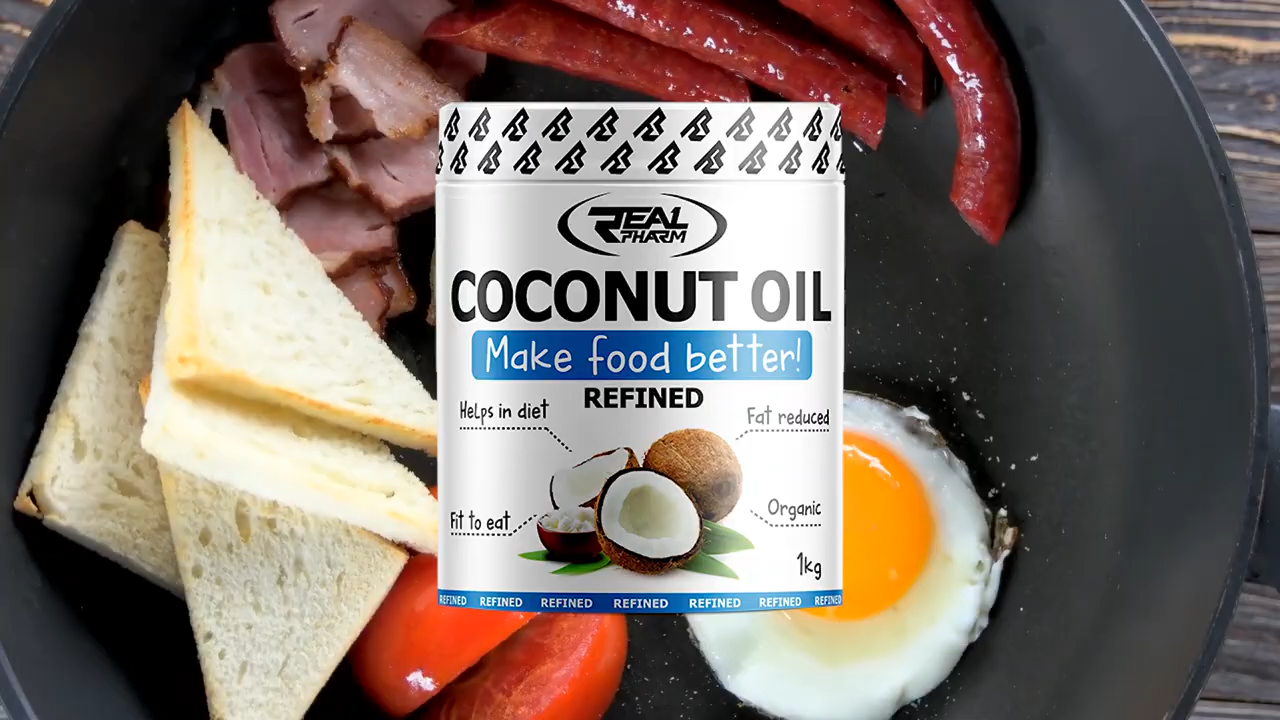 REAL
PHARM
COCONUT OIL
Make food better!
REFINED
Helps in diet
Fat reduced
Fit to eat
Organic
1kg
REFINED REFINED REFINED REFINED REFINED REFINED REFINED